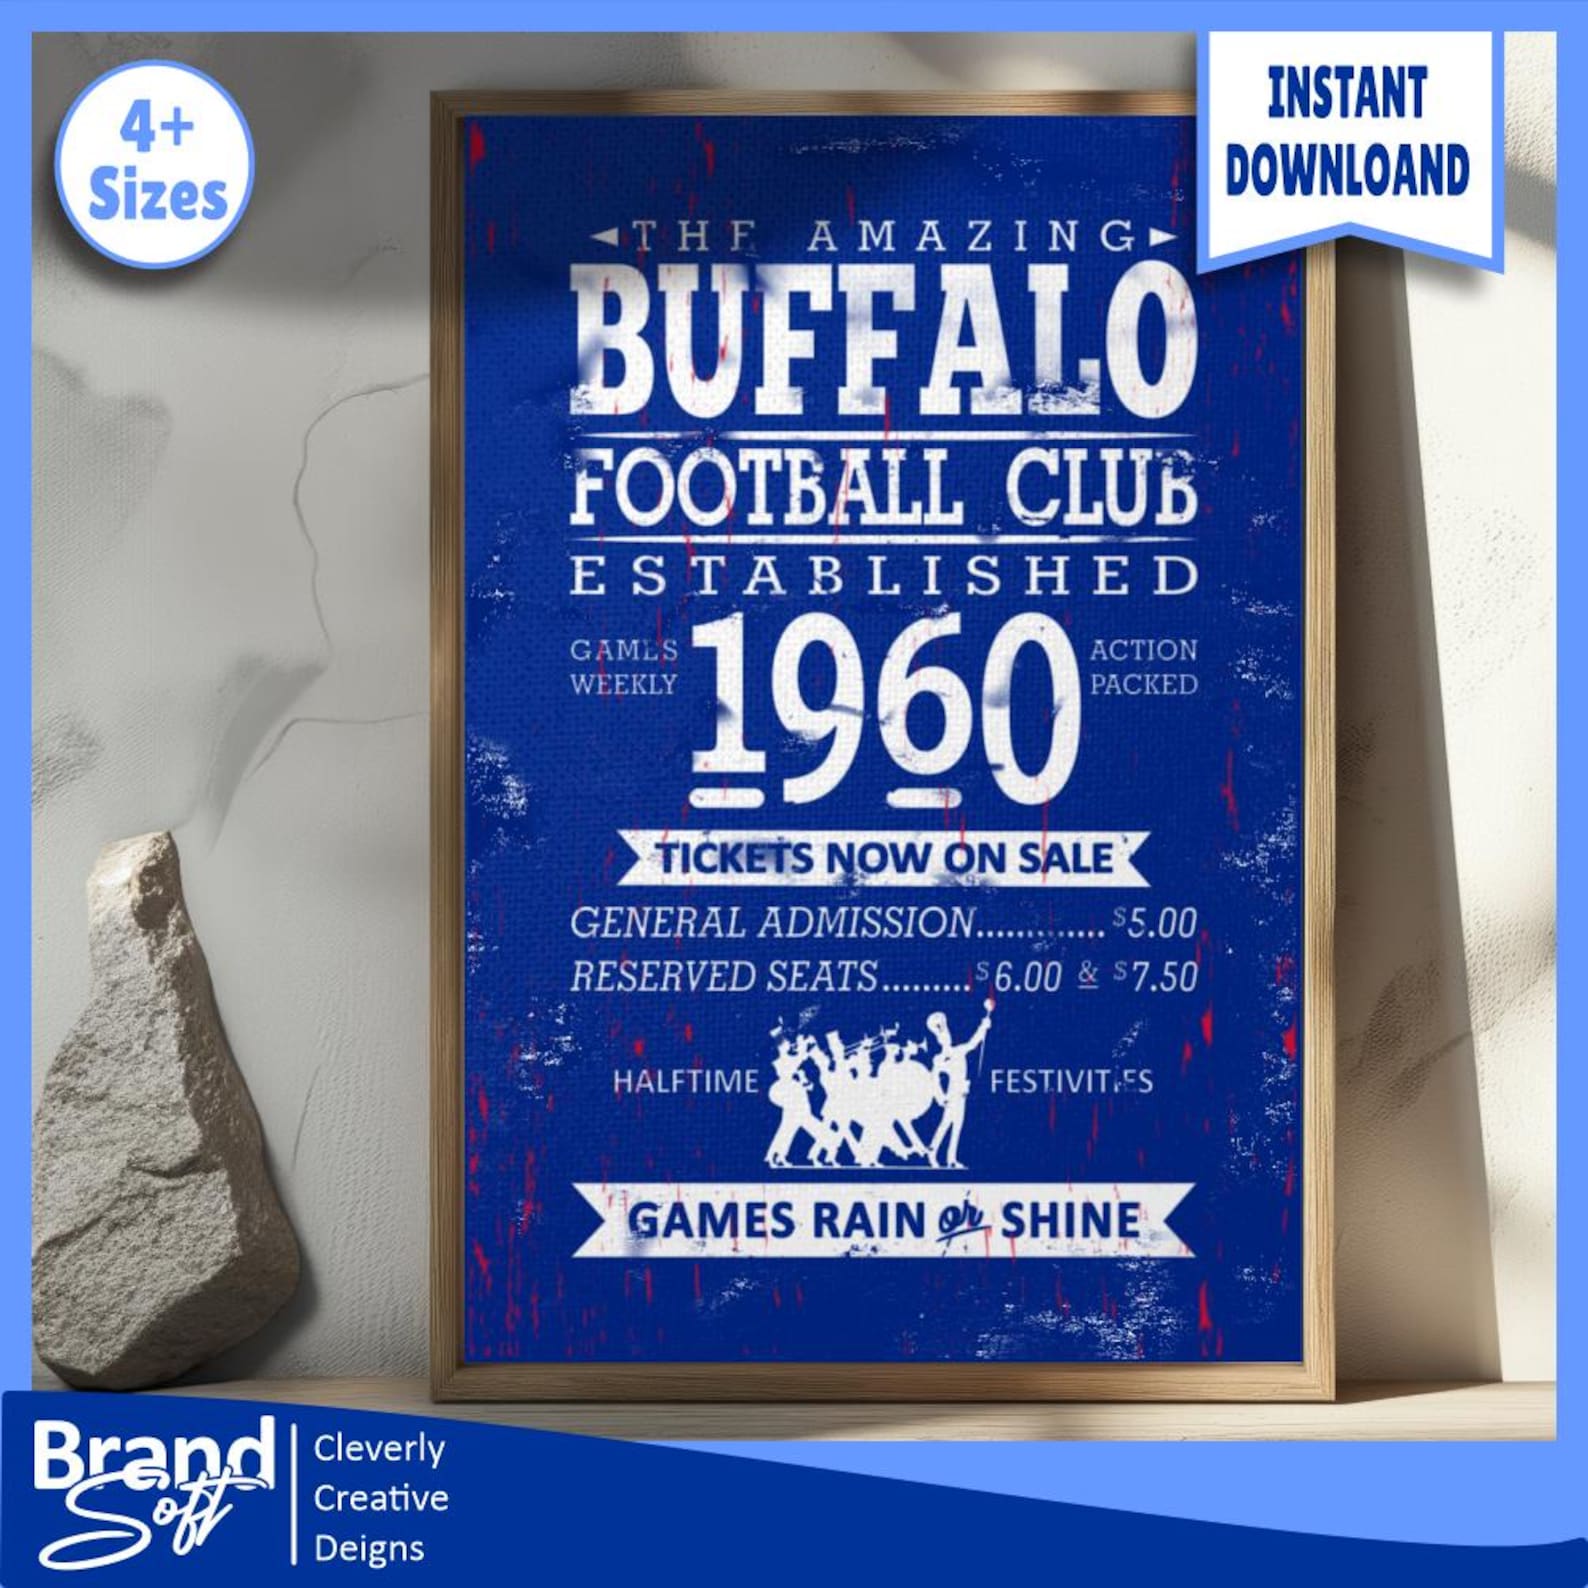 4+
Sizes
INSTANT
DOWNLOAND
THE AMAZING
BUFFALO
FOOTBALL CLUB
ESTABLISHED
GAMES
WEEKLY
1960
ACTION
PACKED
TICKETS NOW ON SALE
GENERAL ADMISSION............. $5.00
RESERVED SEATS.........$6.00 & $7.50
HALFTIME FESTIVITIES
GAMES RAIN or SHINE
Brand
Soft
Cleverly
Creative
Deigns